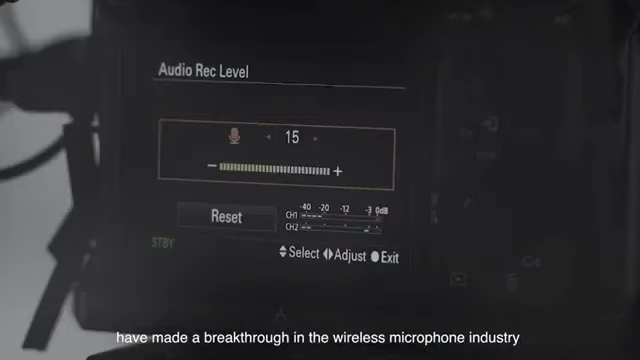 Audio Rec Level
15
Reset
-40 -20 -12 -3 0dB
CH1
CH2
STBY
Select Adjust Exit
have made a breakthrough in the wireless microphone industry